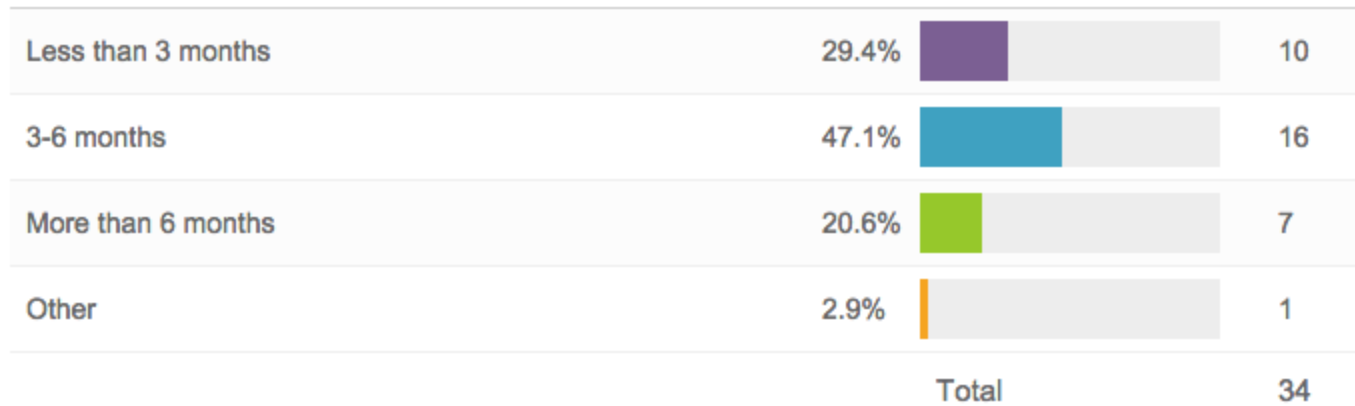 Less than 3 months 29.4% 10
3-6 months 47.1% 16
More than 6 months 20.6% 7
Other 2.9% 1
Total 34